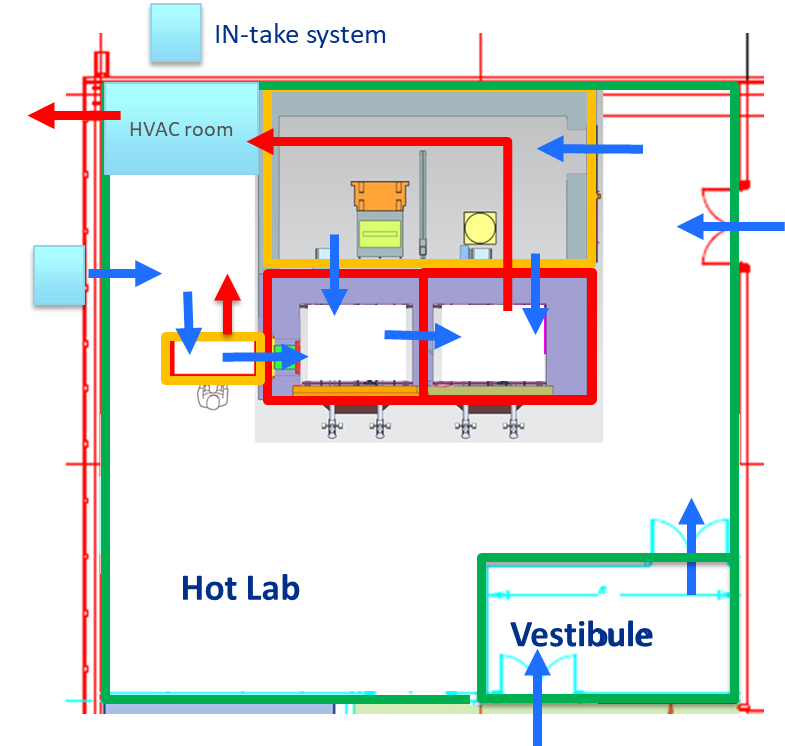 IN-take system
HVAC room
Hot Lab
Vestibule